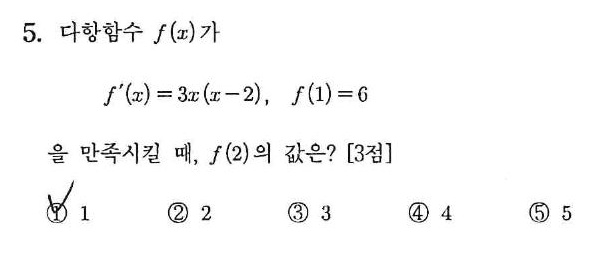 5. 다항함수 f(x)가
f′(x)=3x(x-2), f(1)=6
을 만족시킬 때, f(2)의 값은? [3점]
① 1 ② 2 ③ 3 ④ 4 ⑤ 5